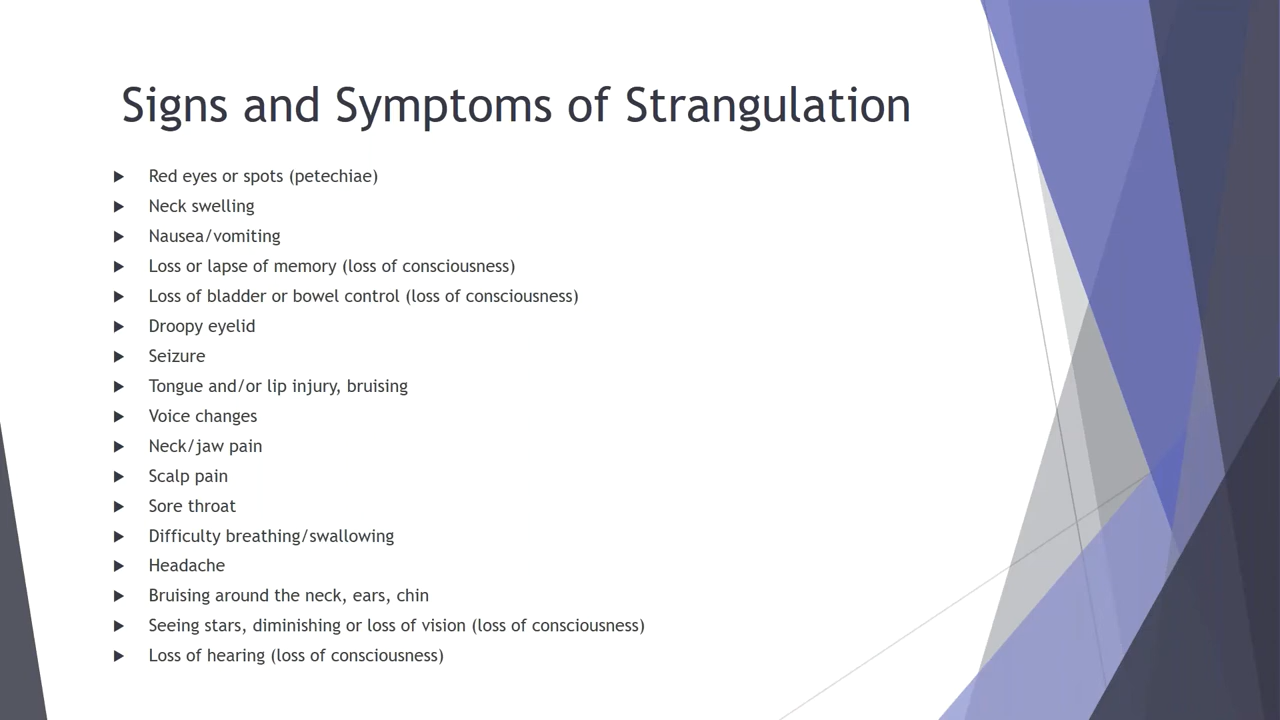 Signs and Symptoms of Strangulation
Red eyes or spots (petechiae)
Neck swelling
Nausea/vomiting
Loss or lapse of memory (loss of consciousness)
Loss of bladder or bowel control (loss of consciousness)
Droopy eyelid
Seizure
Tongue and/or lip injury, bruising
Voice changes
Neck/jaw pain
Scalp pain
Sore throat
Difficulty breathing/swallowing
Headache
Bruising around the neck, ears, chin
Seeing stars, diminishing or loss of vision (loss of consciousness)
Loss of hearing (loss of consciousness)